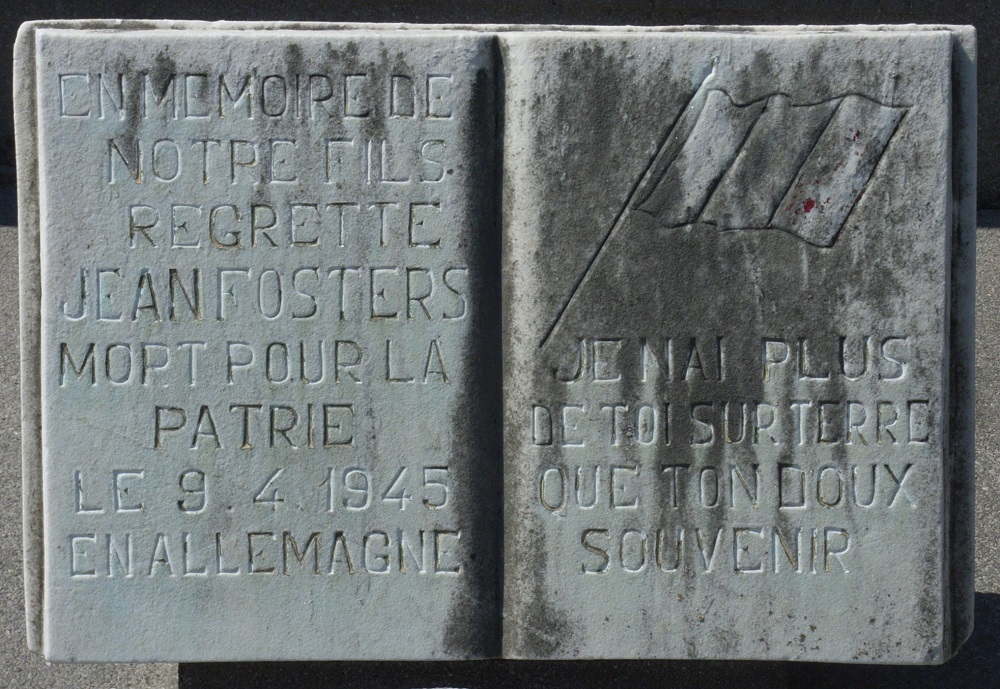 EN MEMOIRE DE
NOTRE FILS
REGRETTE
JEAN FOSTERS
MORT POUR LA
PATRIE
LE 9.4.1945
EN ALLEMAGNE
JE NAI PLUS
DE TOI SUR TERRE
QUE TON DOUX
SOUVENIR